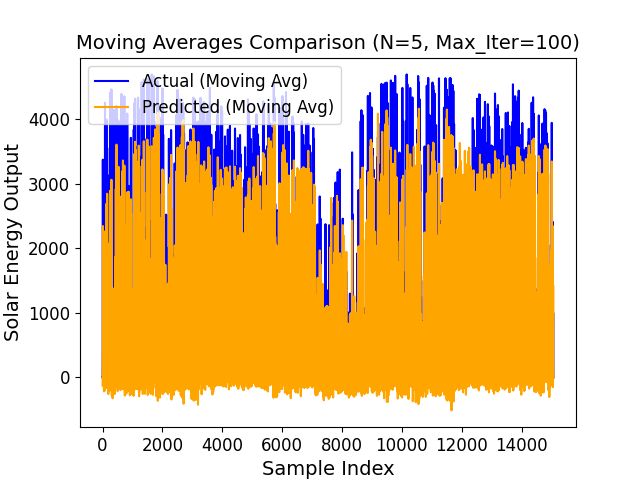 Moving Averages Comparison (N=5, Max_Iter=100)
Actual (Moving Avg)
Predicted (Moving Avg)
Solar Energy Output
4000
3000
2000
1000
0
0 2000 4000 6000 8000 10000 12000 14000
Sample Index